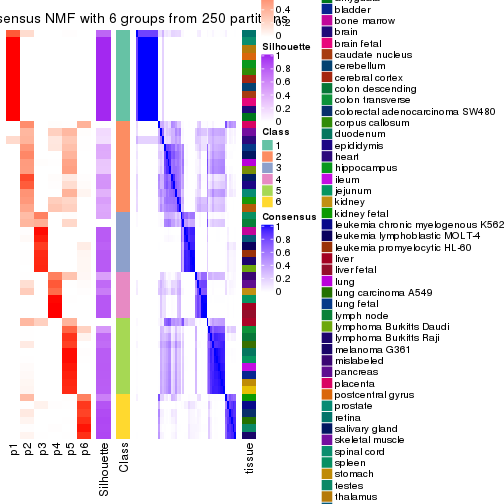 sensus NMF with 6 groups from 250 partitions
0.4
0.2
0
Silhouette
1
0.8
0.6
0.4
0.2
0
Class
1
2
3
4
5
6
Consensus
1
0.8
0.6
0.4
0.2
0
p1
p2
p3
p4
p5
p6
Silhouette
Class
tissue
bladder
bone marrow
brain
brain fetal
caudate nucleus
cerebellum
cerebral cortex
colon descending
colon transverse
colorectal adenocarcinoma SW480
corpus callosum
duodenum
epididymis
heart
hippocampus
ileum
jejunum
kidney
kidney fetal
leukemia chronic myelogenous K562
leukemia lymphoblastic MOLT-4
leukemia promyelocytic HL-60
liver
liver fetal
lung
lung carcinoma A549
lung fetal
lymph node
lymphoma Burkitts Daudi
lymphoma Burkitts Raji
melanoma G361
mislabeled
pancreas
placenta
postcentral gyrus
prostate
retina
salivary gland
skeletal muscle
spinal cord
spleen
stomach
testes
thalamus